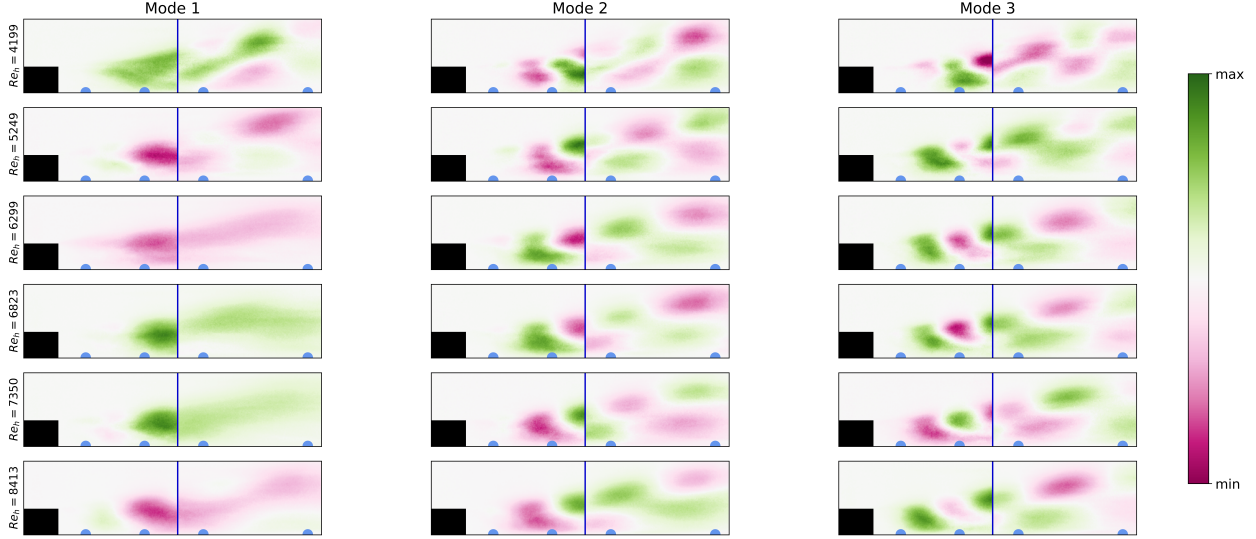 Mode 1 Mode 2 Mode 3
Re_h = 4199
max
Re_h = 5249
Re_h = 6299
Re_h = 6823
Re_h = 7350
Re_h = 8413
min